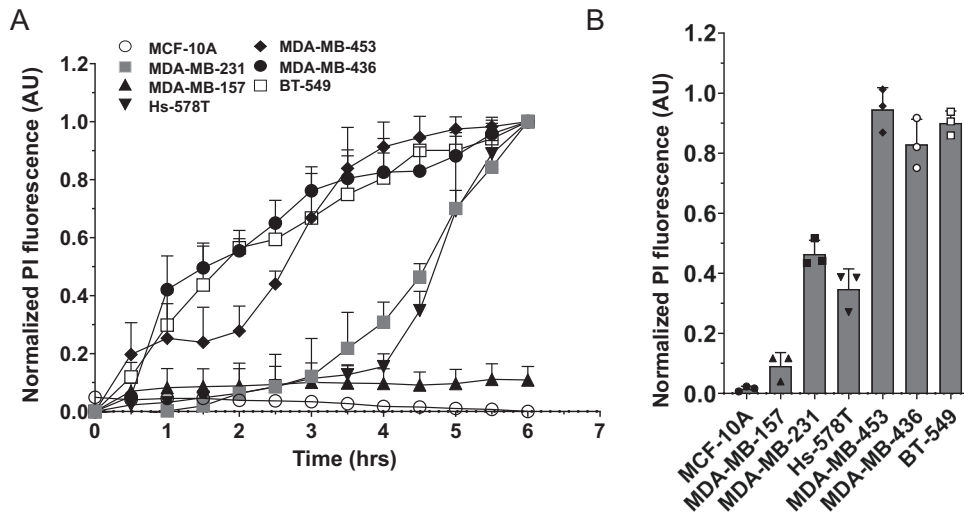 A
MCF-10A
MDA-MB-231
MDA-MB-157
Hs-578T
MDA-MB-453
MDA-MB-436
BT-549
Normalized PI fluorescence (AU)
1.2
1.0
0.8
0.6
0.4
0.2
0.0
0 1 2 3 4 5 6 7
Time (hrs)
B
Normalized PI fluorescence (AU)
1.2
1.0
0.8
0.6
0.4
0.2
0.0
MCF-10A
MDA-MB-157
MDA-MB-231
Hs-578T
MDA-MB-453
MDA-MB-436
BT-549